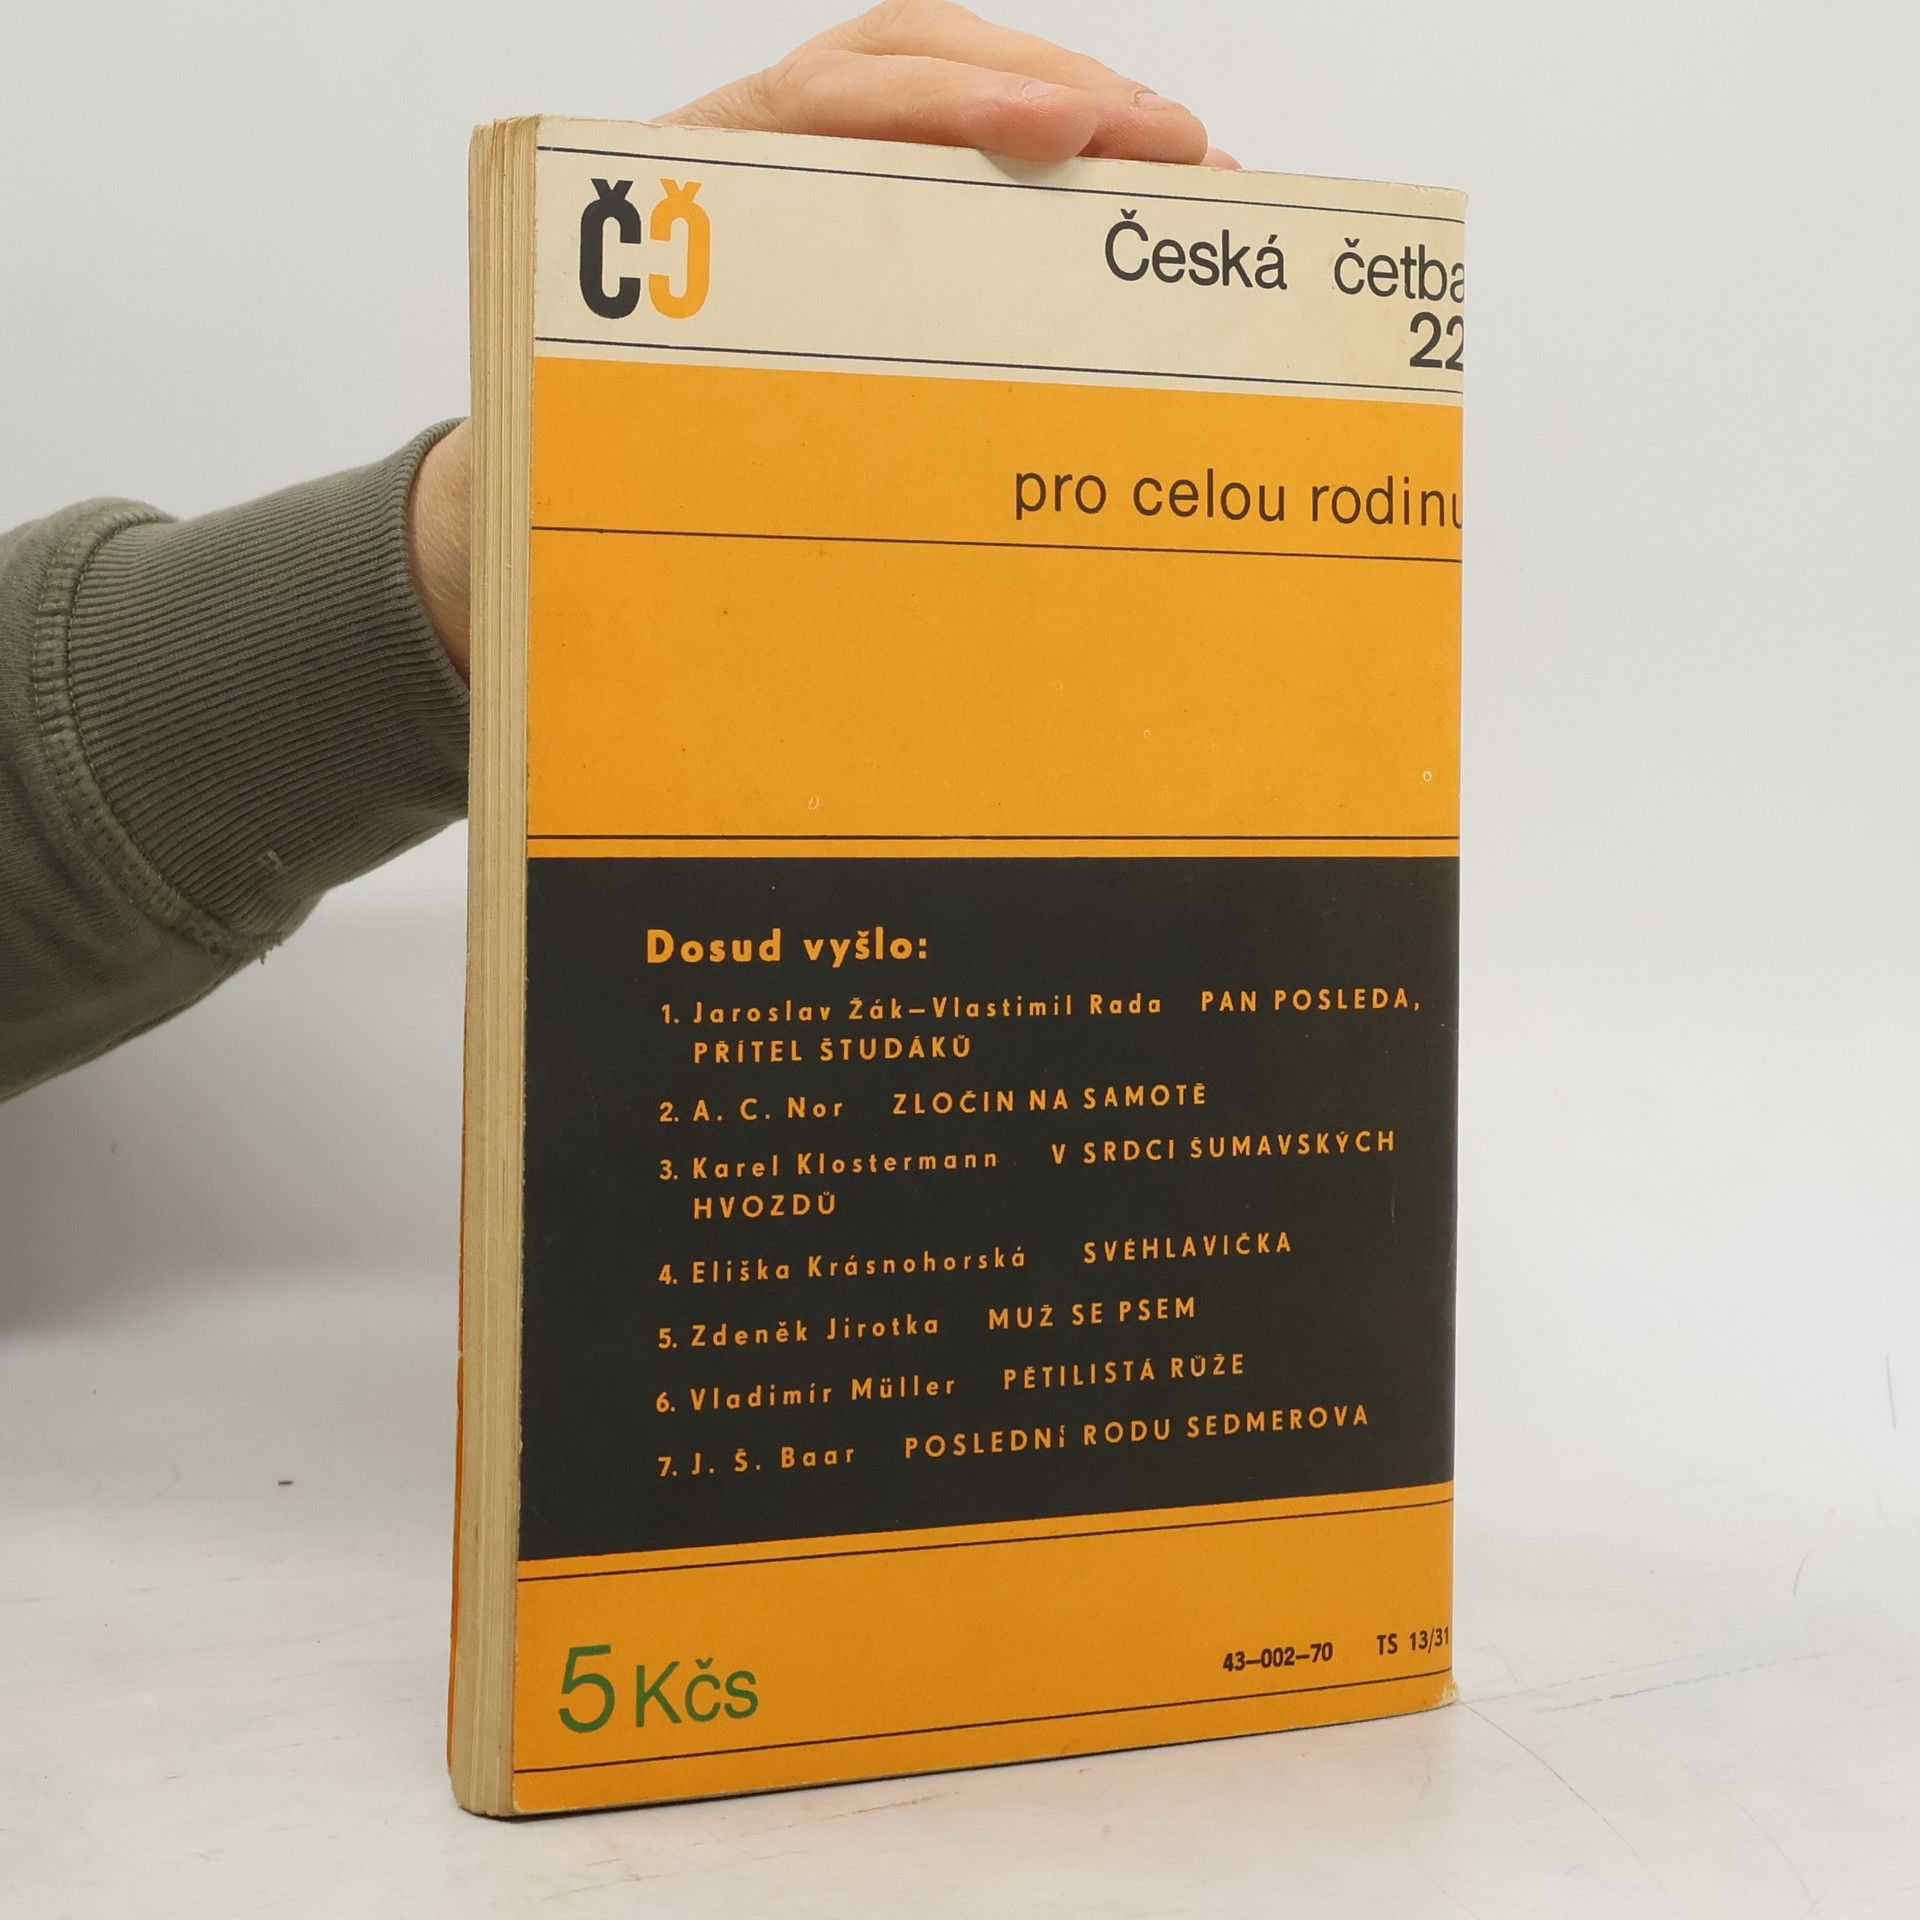 ČČ
Česká četba
22
pro celou rodinu
Dosud vyšlo:
1. Jaroslav Žák–Vlastimil Rada PAN POSLEDA,
PŘÍTEL ŠTUDÁKŮ
2. A. C. Nor ZLOČIN NA SAMOTĚ
3. Karel Klostermann V SRDCI ŠUMAVSKÝCH
HVOZDŮ
4. Eliška Krásnohorská SVÉHLAVIČKA
5. Zdeněk Jirotka MUŽ SE PSEM
6. Vladimír Müller PĚTILISTÁ RŮŽE
7. J. Š. Baar POSLEDNÍ RODU SEDMEROVA
5 Kčs
43–002–70 TS 13/31